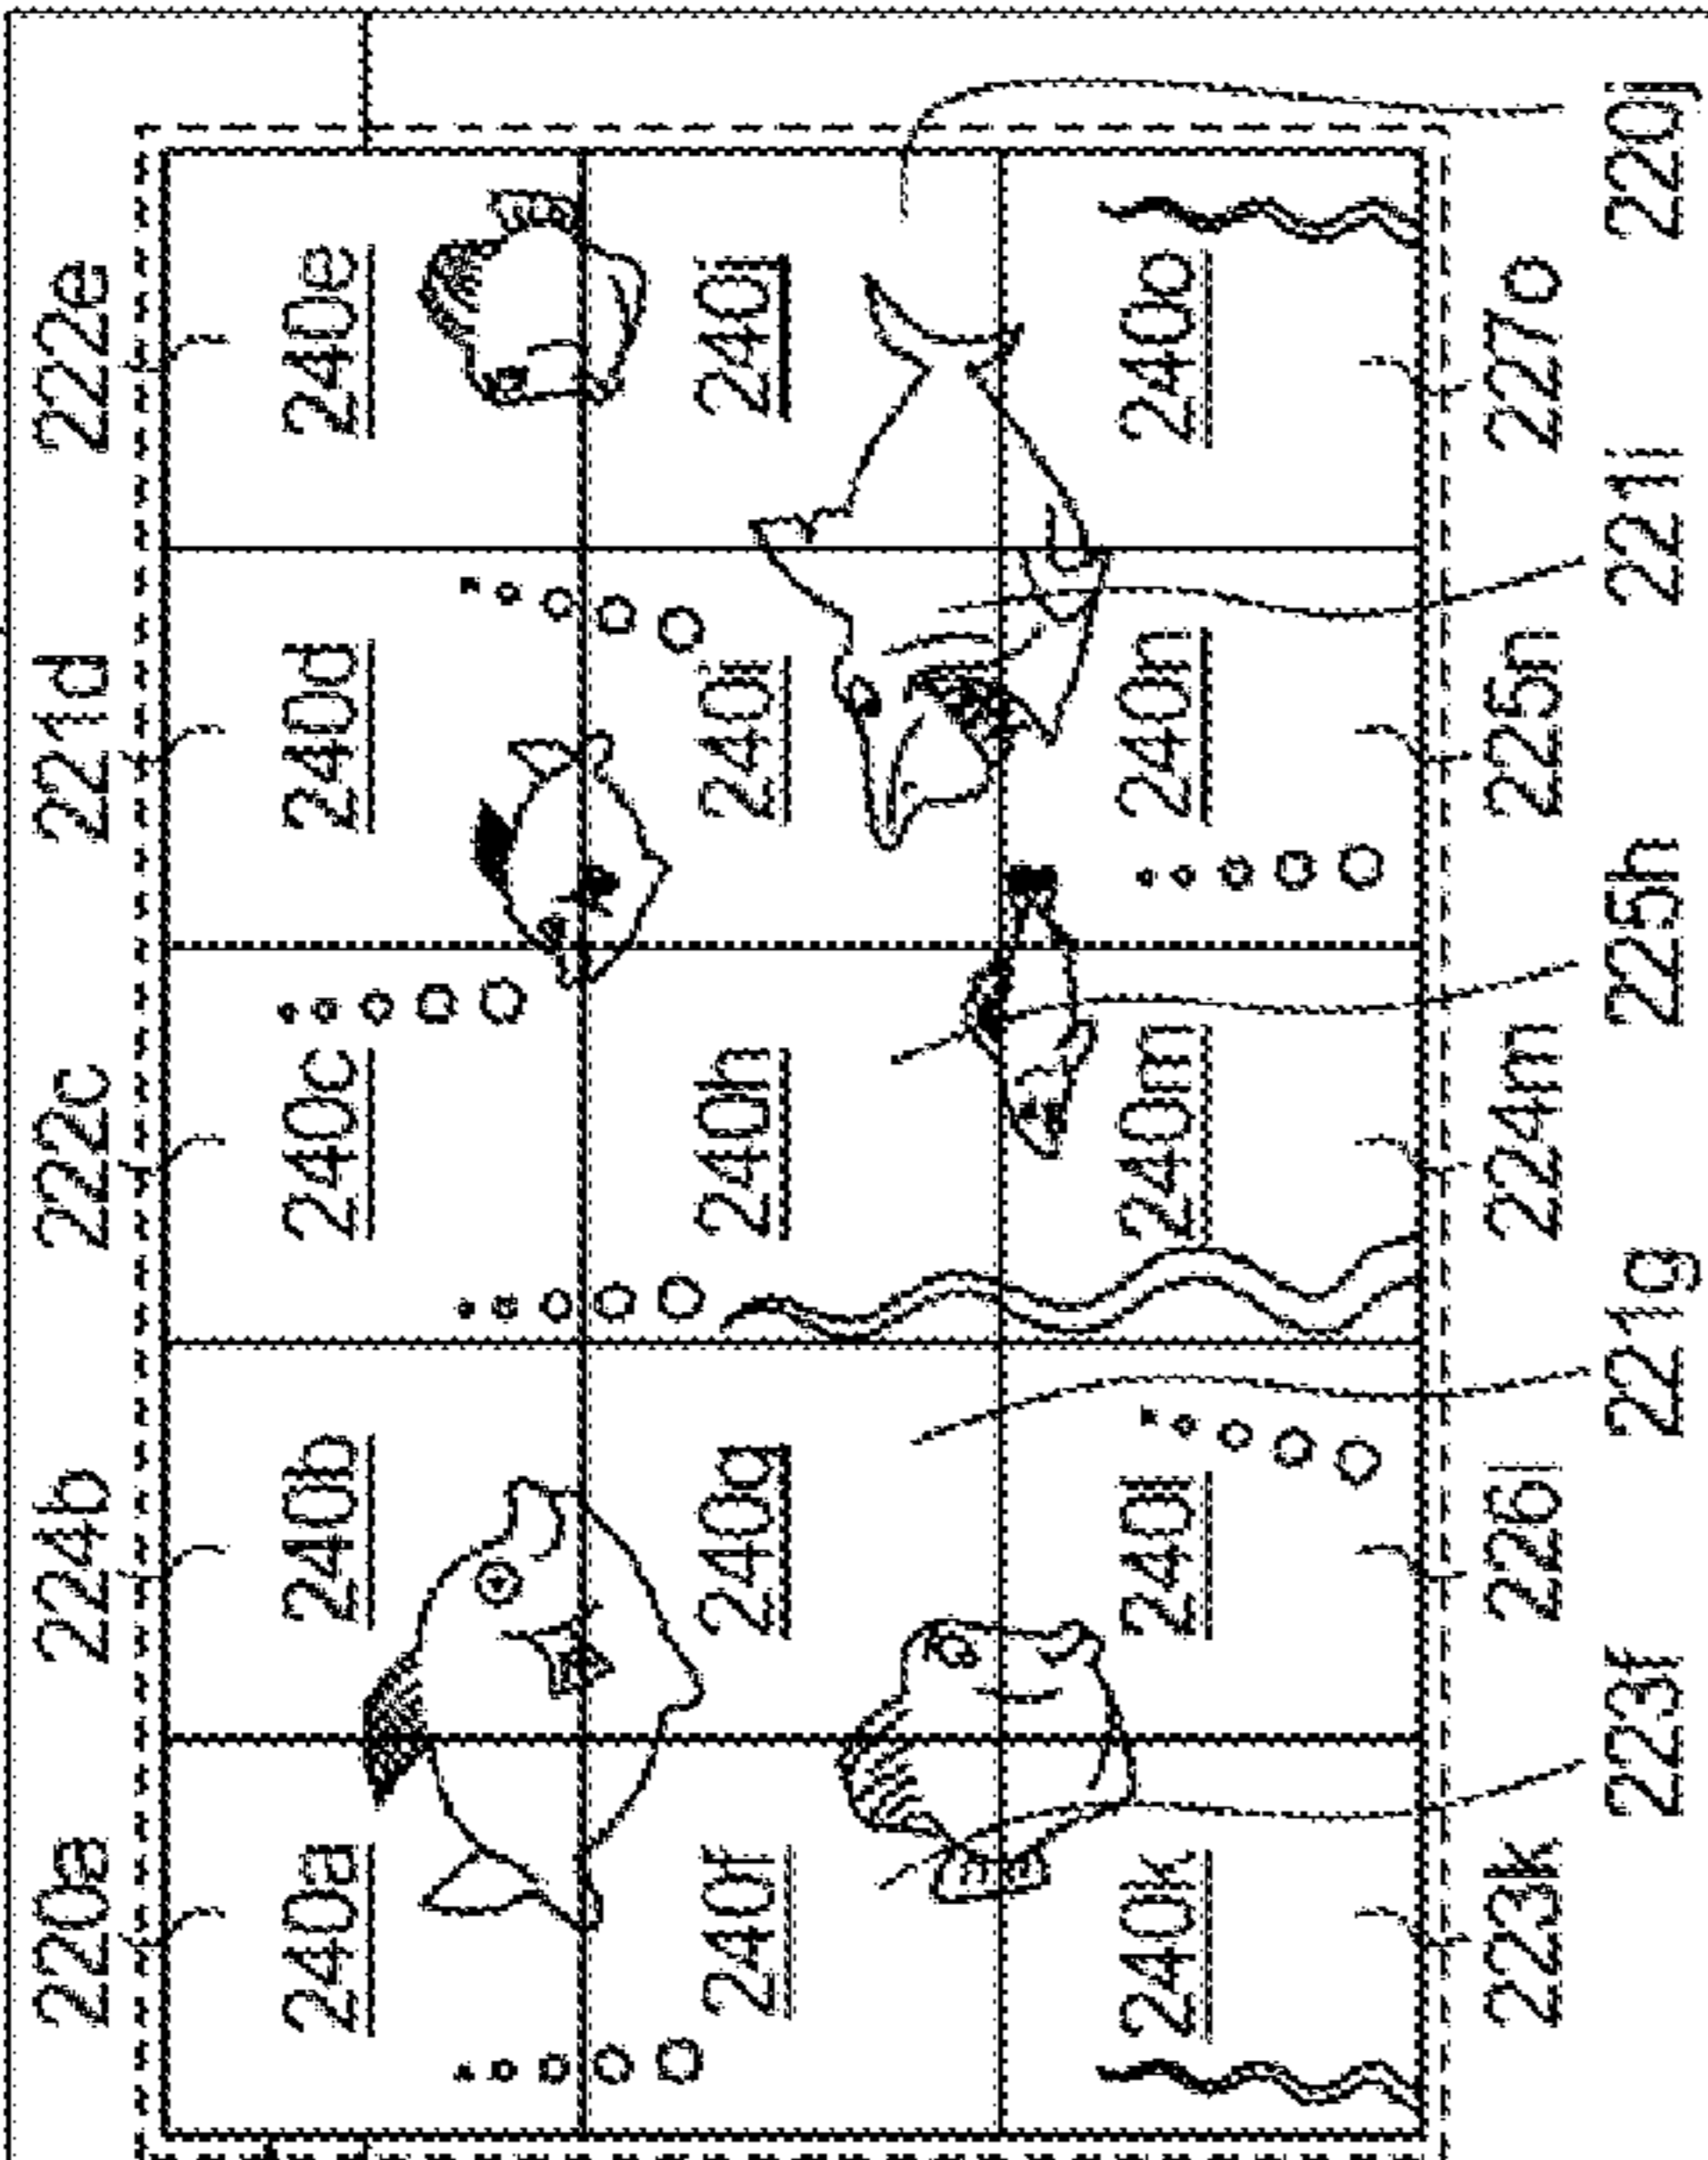 220a 224b 222c 221d 222e
240a 240b 240c 240d 240e
240f 240g 240h 240i 240j
240k 240l 240m 240n 240o
223k 226l 224m 225n 227o
223f 221g 225h 221i 220j